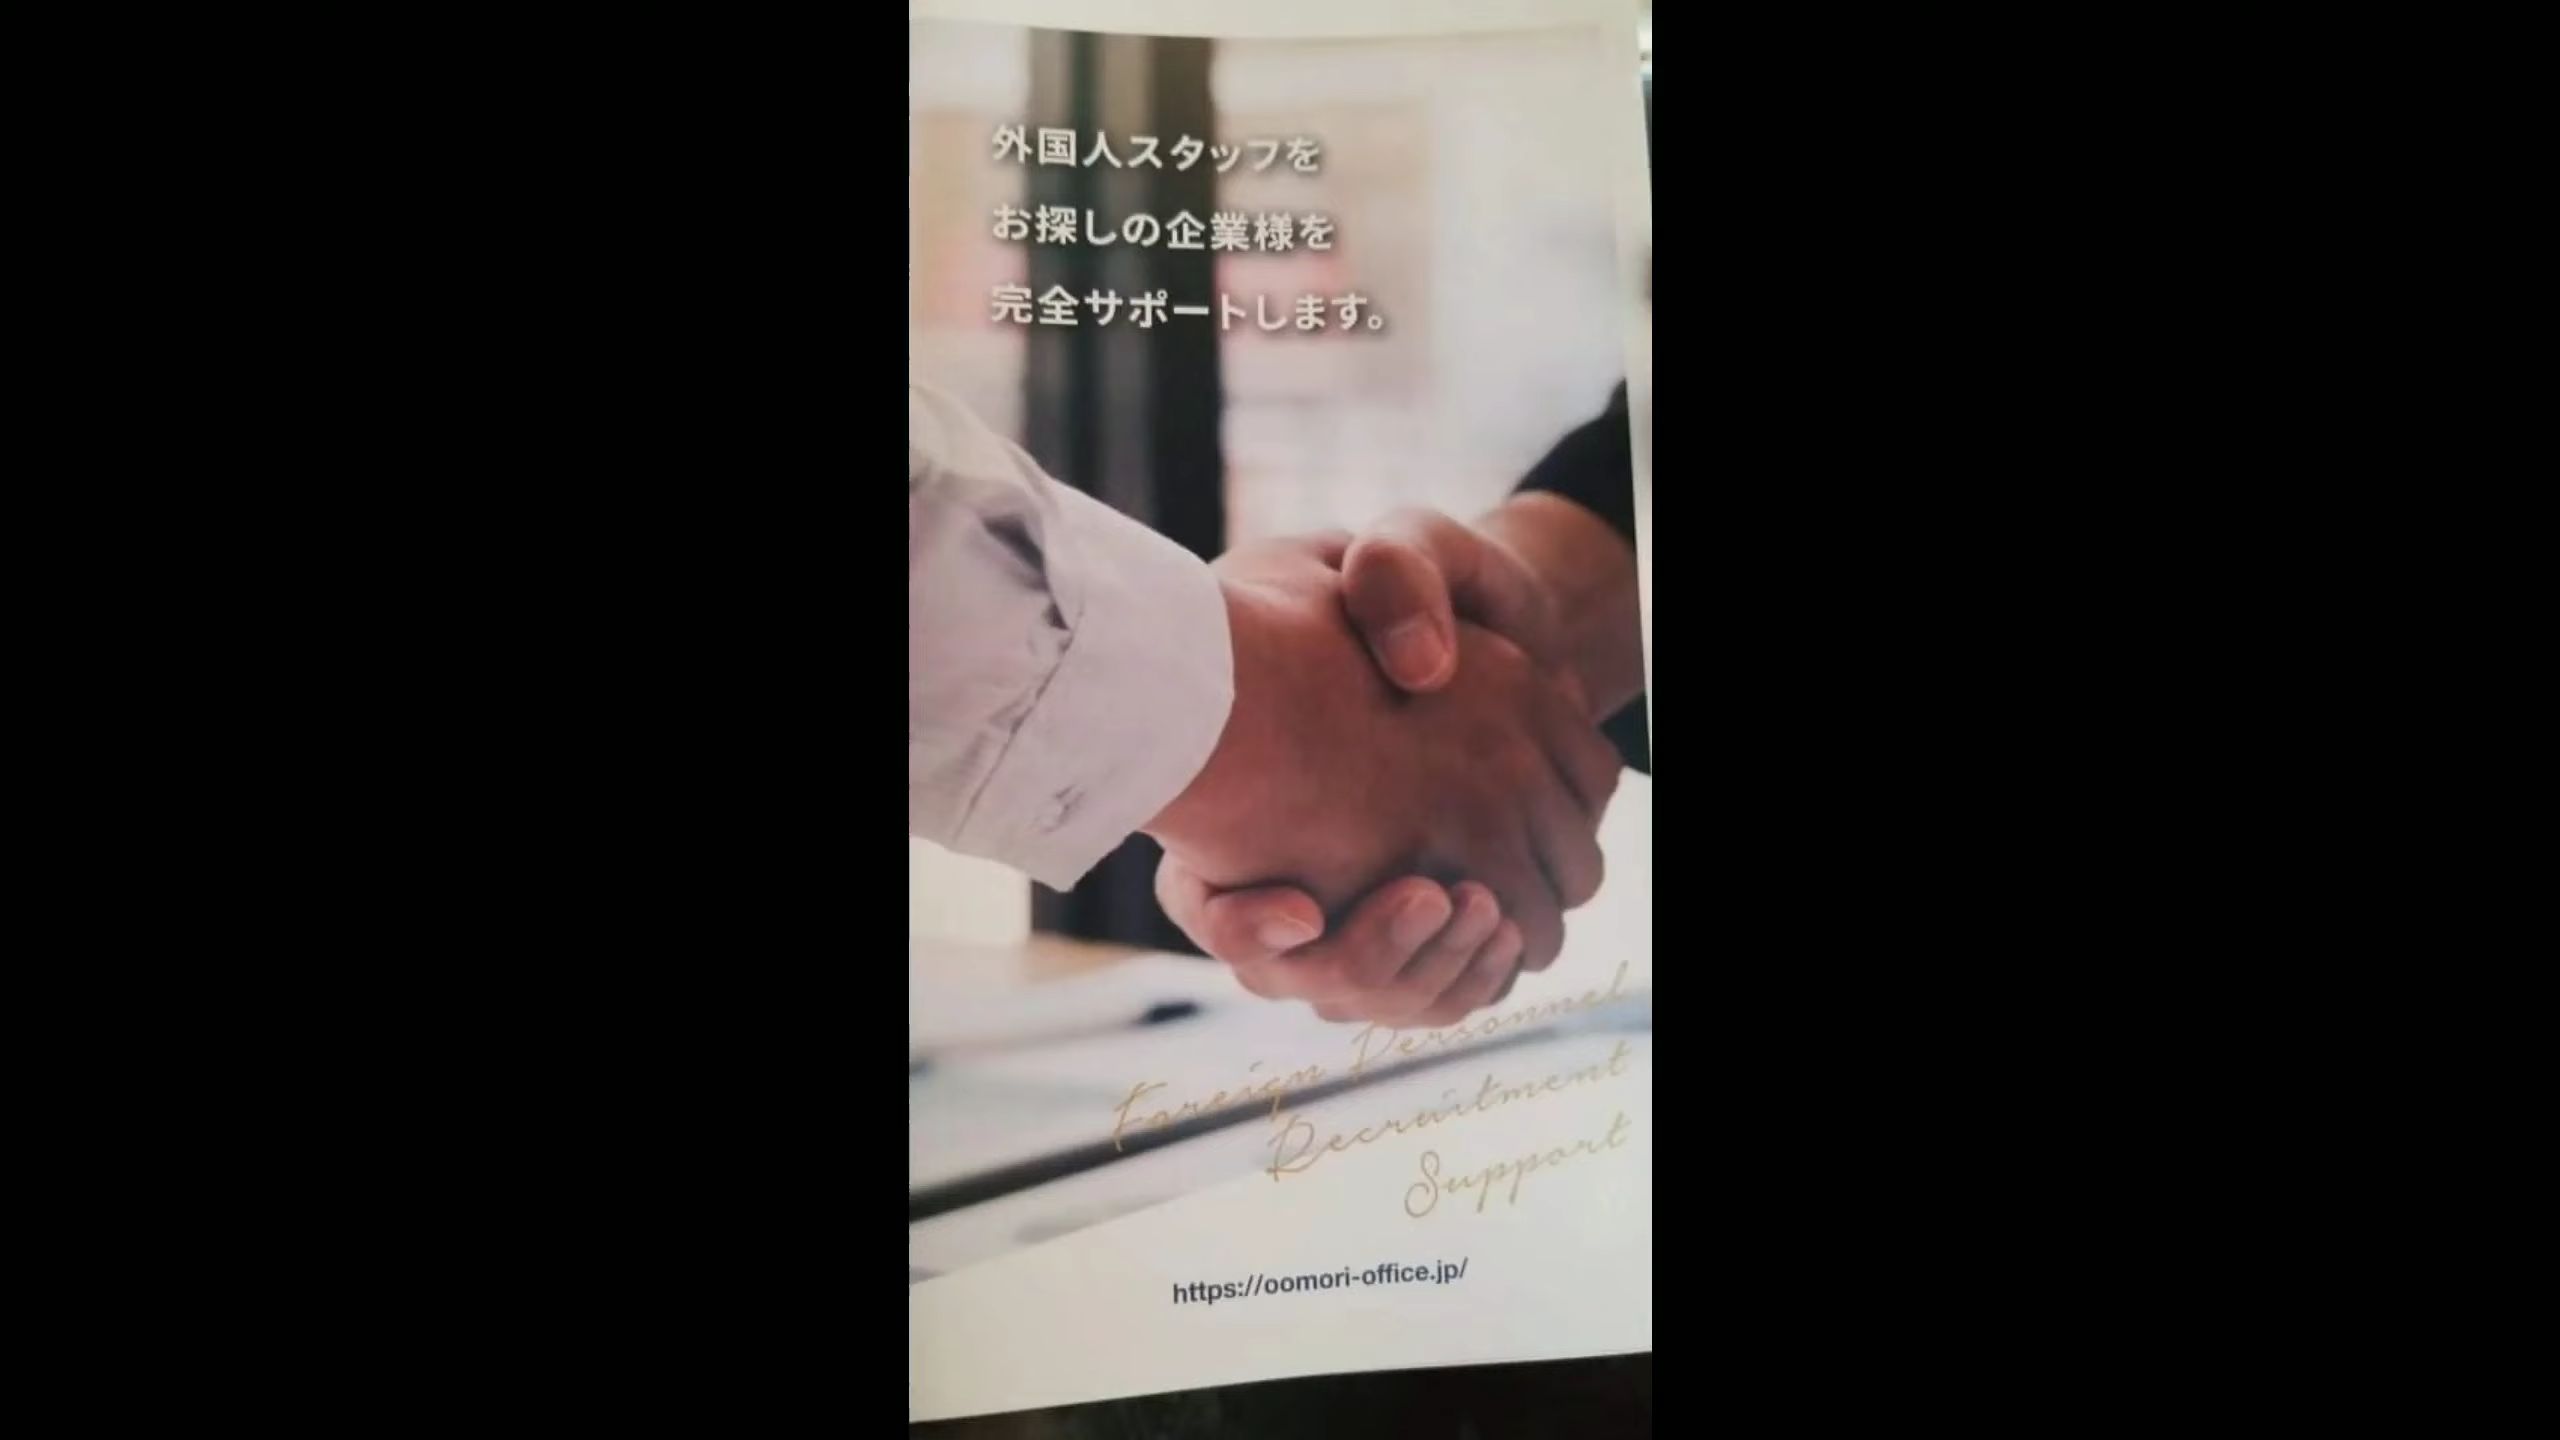 外国人スタッフを
お探しの企業様を
完全サポートします。
Foreign Personnel
Recruitment
Support
https://oomori-office.jp/